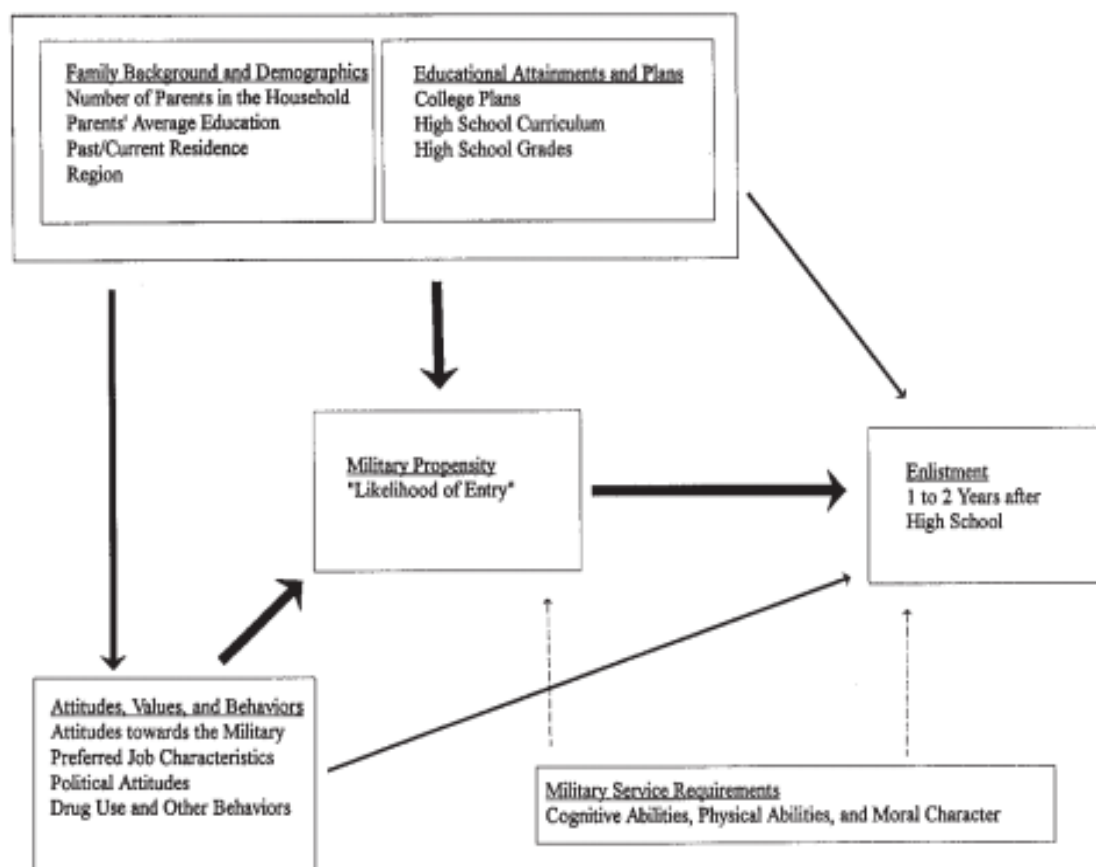 Family Background and Demographics
Number of Parents in the Household
Parents' Average Education
Past/Current Residence
Region
Educational Attainments and Plans
College Plans
High School Curriculum
High School Grades
Military Propensity
"Likelihood of Entry"
Enlistment
1 to 2 Years after
High School
Attitudes, Values, and Behaviors
Attitudes towards the Military
Preferred Job Characteristics
Political Attitudes
Drug Use and Other Behaviors
Military Service Requirements
Cognitive Abilities, Physical Abilities, and Moral Character